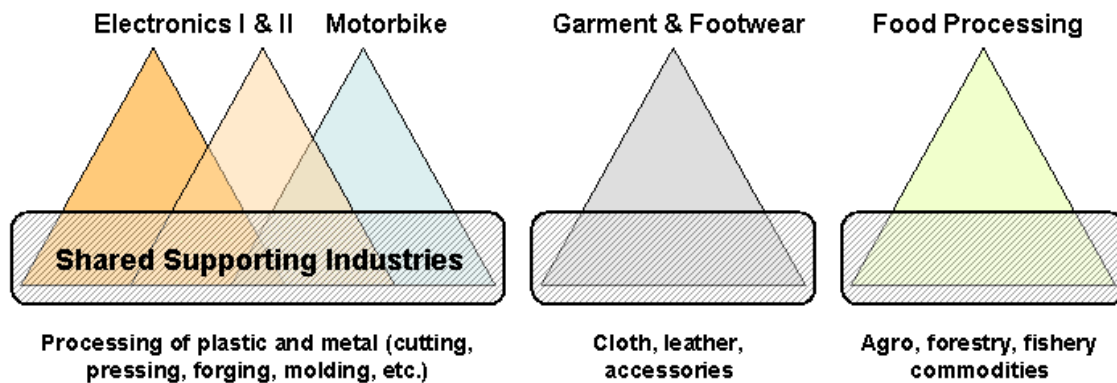 Electronics I & II
Motorbike
Garment & Footwear
Food Processing
Shared Supporting Industries
Processing of plastic and metal (cutting,
pressing, forging, molding, etc.)
Cloth, leather,
accessories
Agro, forestry, fishery
commodities